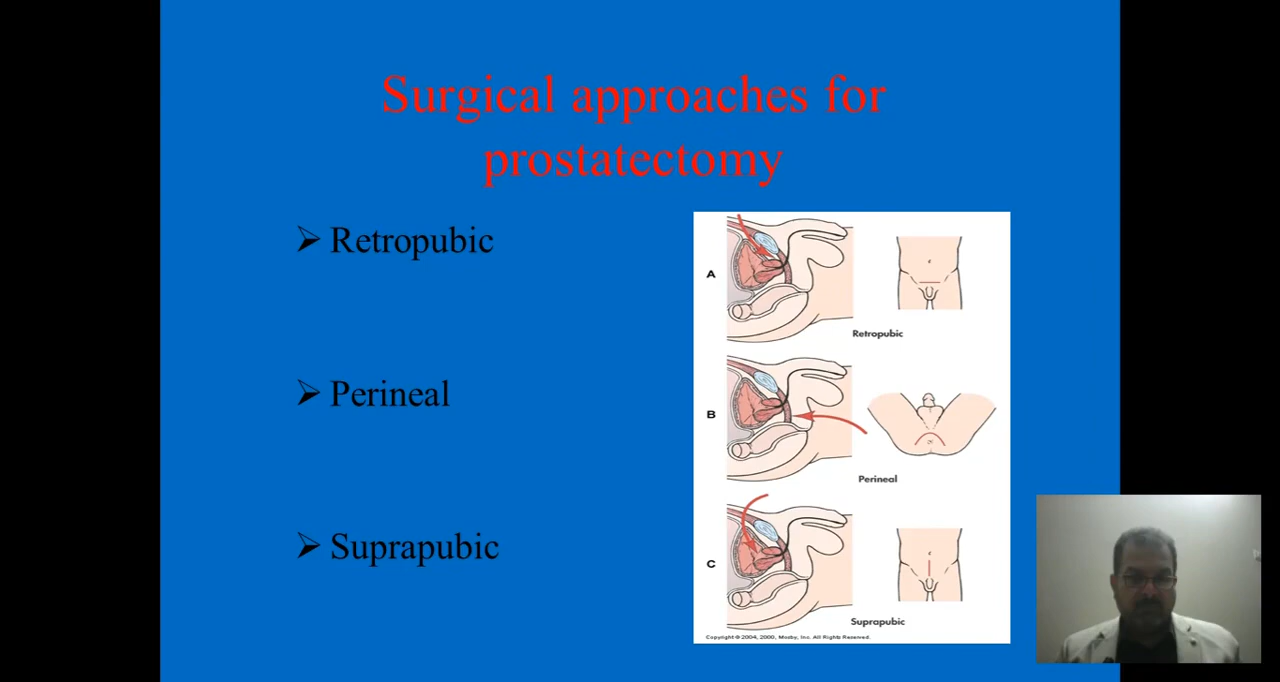 Surgical approaches for
prostatectomy
➢ Retropubic
➢ Perineal
➢ Suprapubic
A
Retropubic
B
Perineal
C
Suprapubic
Copyright © 2004, 2000, Mosby, Inc. All Rights Reserved.